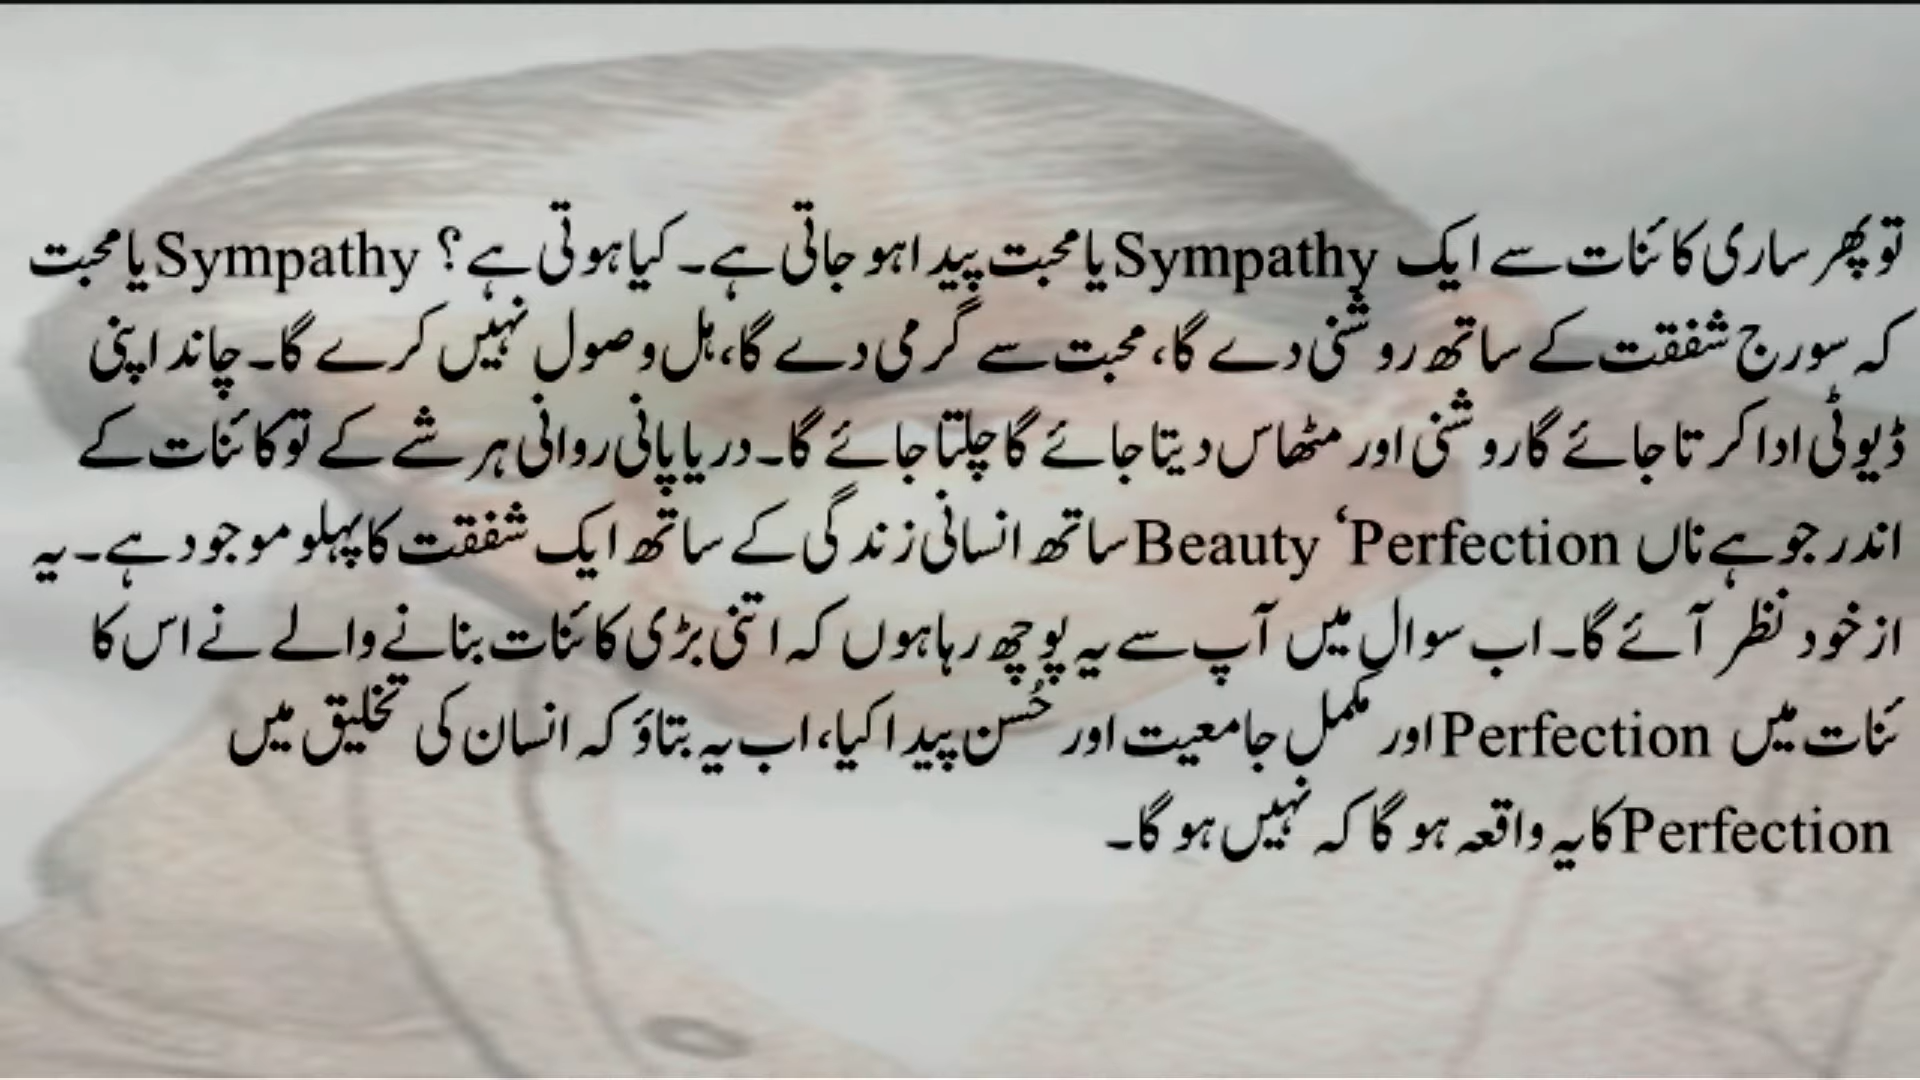 تو پھر ساری کائنات سے ایک Sympathy یا محبت پیدا ہو جاتی ہے۔ کیا ہوتی ہے؟ Sympathy یا محبت
کہ سورج شفقت کے ساتھ روشنی دے گا، محبت سے گرمی دے گا، بل وصول نہیں کرے گا۔ چاند اپنی
ڈیوٹی ادا کرتا جائے گا روشنی اور مٹھاس دیتا جائے گا چلتا جائے گا۔ دریا پانی روانی ہر شے کے تو کائنات کے
اندر جو ہے ناں Beauty ‘Perfection ساتھ انسانی زندگی کے ساتھ ایک شفقت کا پہلو موجود ہے۔ یہ
از خود نظر آئے گا۔ اب سوال میں آپ سے یہ پوچھ رہا ہوں کہ اتنی بڑی کائنات بنانے والے نے اس کا
ئنات میں Perfection اور مکمل جامعیت اور حُسن پیدا کیا، اب یہ بتاؤ کہ انسان کی تخلیق میں
Perfection کا یہ واقعہ ہو گا کہ نہیں ہو گا۔